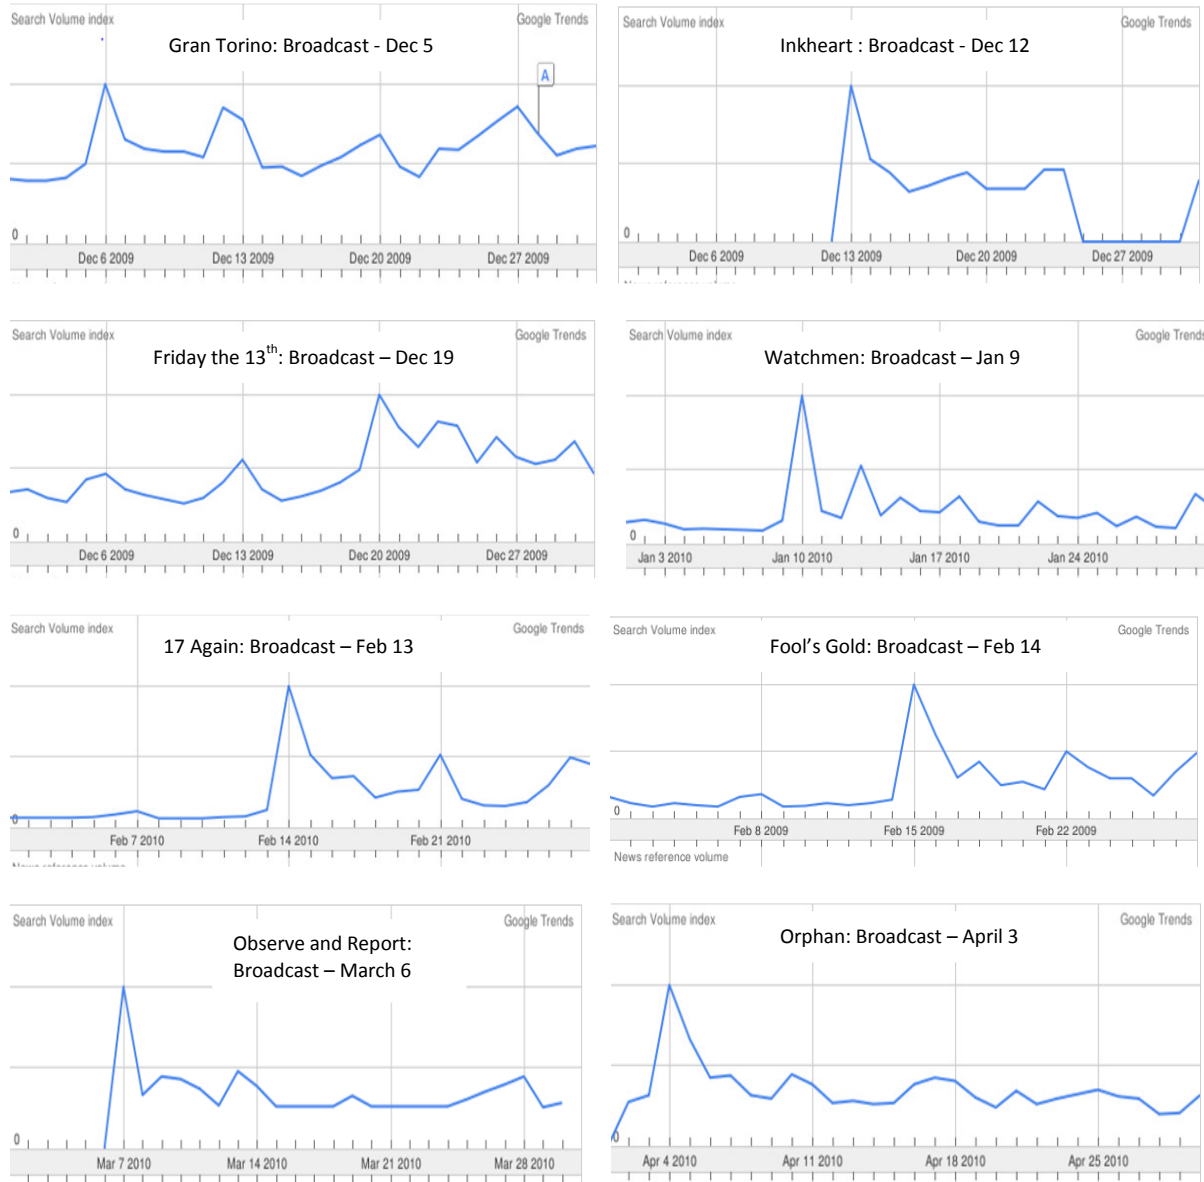 Search Volume index Google Trends
Gran Torino: Broadcast - Dec 5
A
0
Dec 6 2009 Dec 13 2009 Dec 20 2009 Dec 27 2009
Search Volume index Google Trends
Inkheart : Broadcast - Dec 12
0
Dec 6 2009 Dec 13 2009 Dec 20 2009 Dec 27 2009
News reference volume
Search Volume index Google Trends
Friday the 13th: Broadcast – Dec 19
0
Dec 6 2009 Dec 13 2009 Dec 20 2009 Dec 27 2009
Search Volume index Google Trends
Watchmen: Broadcast – Jan 9
0
Jan 3 2010 Jan 10 2010 Jan 17 2010 Jan 24 2010
Search Volume index Google Trends
17 Again: Broadcast – Feb 13
0
Feb 7 2010 Feb 14 2010 Feb 21 2010
News reference volume
Search Volume index Google Trends
Fool’s Gold: Broadcast – Feb 14
0
Feb 8 2009 Feb 15 2009 Feb 22 2009
News reference volume
Search Volume index Google Trends
Observe and Report:
Broadcast – March 6
0
Mar 7 2010 Mar 14 2010 Mar 21 2010 Mar 28 2010
Search Volume index Google Trends
Orphan: Broadcast – April 3
0
Apr 4 2010 Apr 11 2010 Apr 18 2010 Apr 25 2010